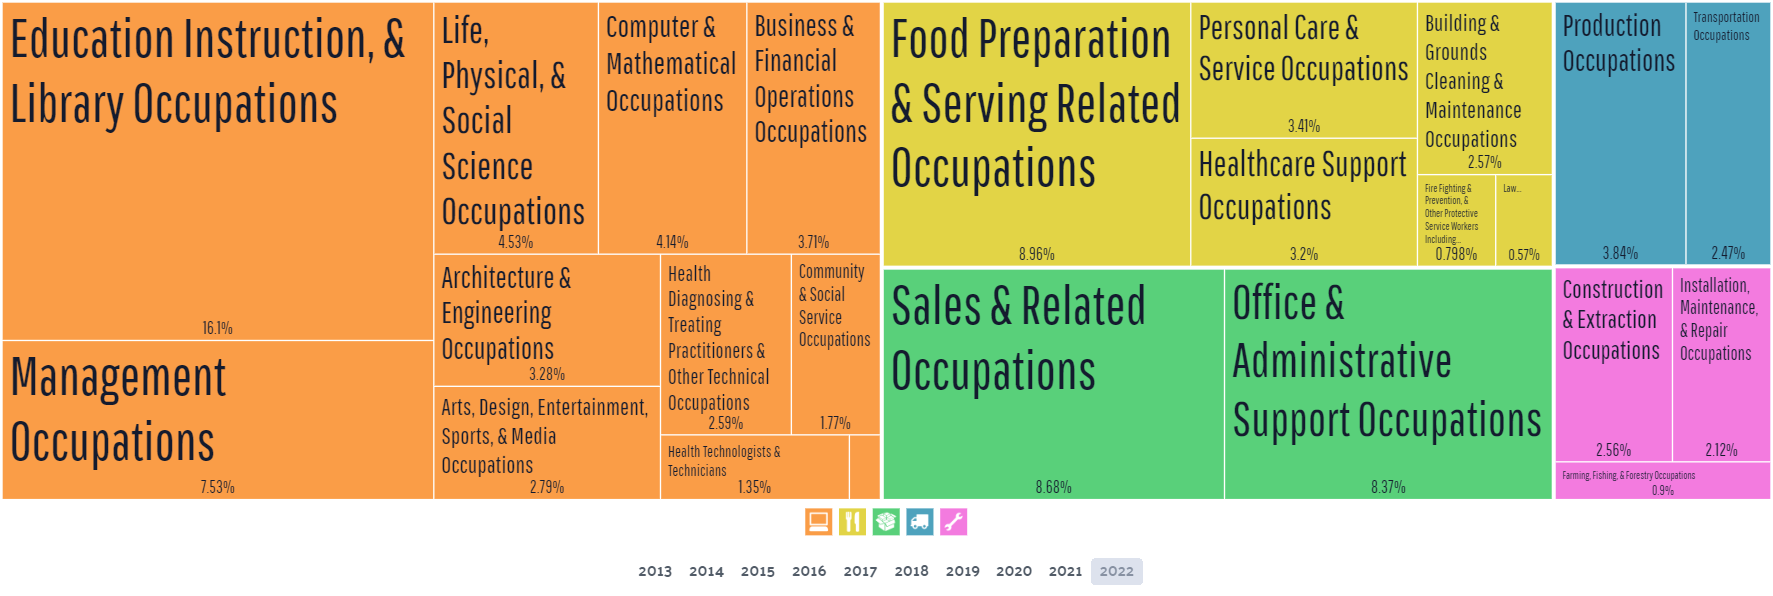 Education Instruction, &
Library Occupations
16.1%
Management
Occupations
7.53%
Life,
Physical, &
Social
Science
Occupations
4.53%
Computer &
Mathematical
Occupations
4.14%
Business &
Financial
Operations
Occupations
3.71%
Architecture &
Engineering
Occupations
3.28%
Arts, Design, Entertainment,
Sports, & Media
Occupations
2.79%
Health
Diagnosing &
Treating
Practitioners &
Other Technical
Occupations
2.59%
Community
& Social
Service
Occupations
1.77%
Health Technologists &
Technicians
1.35%
Food Preparation
& Serving Related
Occupations
8.96%
Personal Care &
Service Occupations
3.41%
Healthcare Support
Occupations
3.2%
Building &
Grounds
Cleaning &
Maintenance
Occupations
2.57%
Fire Fighting &
Prevention, &
Other Protective
Service Workers
Including...
0.798%
Law...
0.57%
Sales & Related
Occupations
8.68%
Office &
Administrative
Support Occupations
8.37%
Production
Occupations
3.84%
Transportation
Occupations
2.47%
Construction
& Extraction
Occupations
2.56%
Installation,
Maintenance,
& Repair
Occupations
2.12%
Farming, Fishing, & Forestry Occupations
0.9%
2013 2014 2015 2016 2017 2018 2019 2020 2021 2022